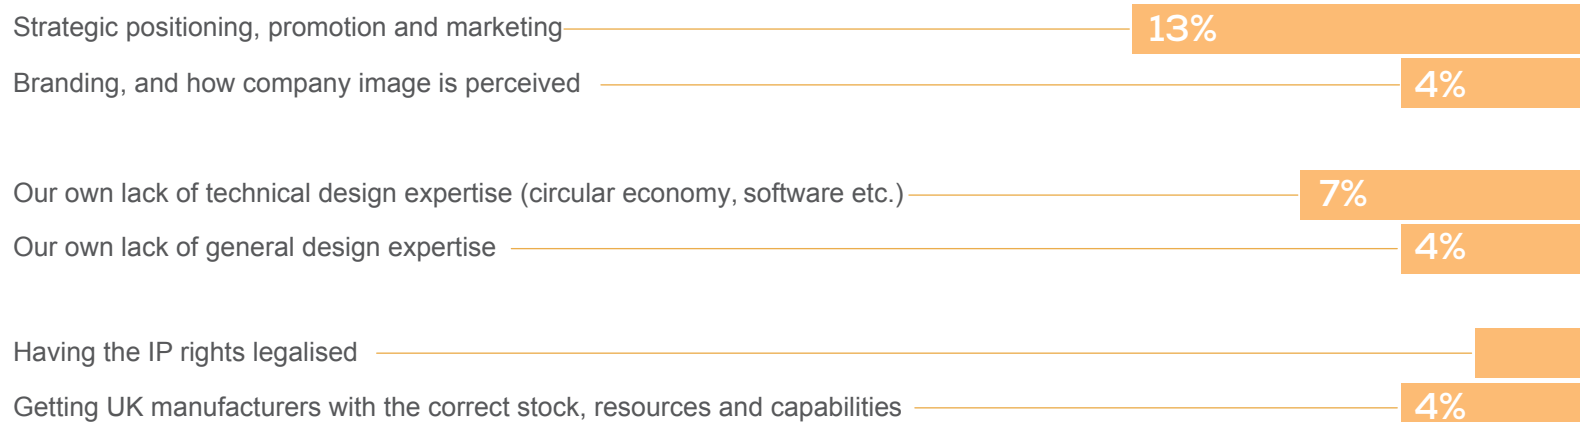 Strategic positioning, promotion and marketing 13%
Branding, and how company image is perceived 4%
Our own lack of technical design expertise (circular economy, software etc.) 7%
Our own lack of general design expertise 4%
Having the IP rights legalised
Getting UK manufacturers with the correct stock, resources and capabilities 4%